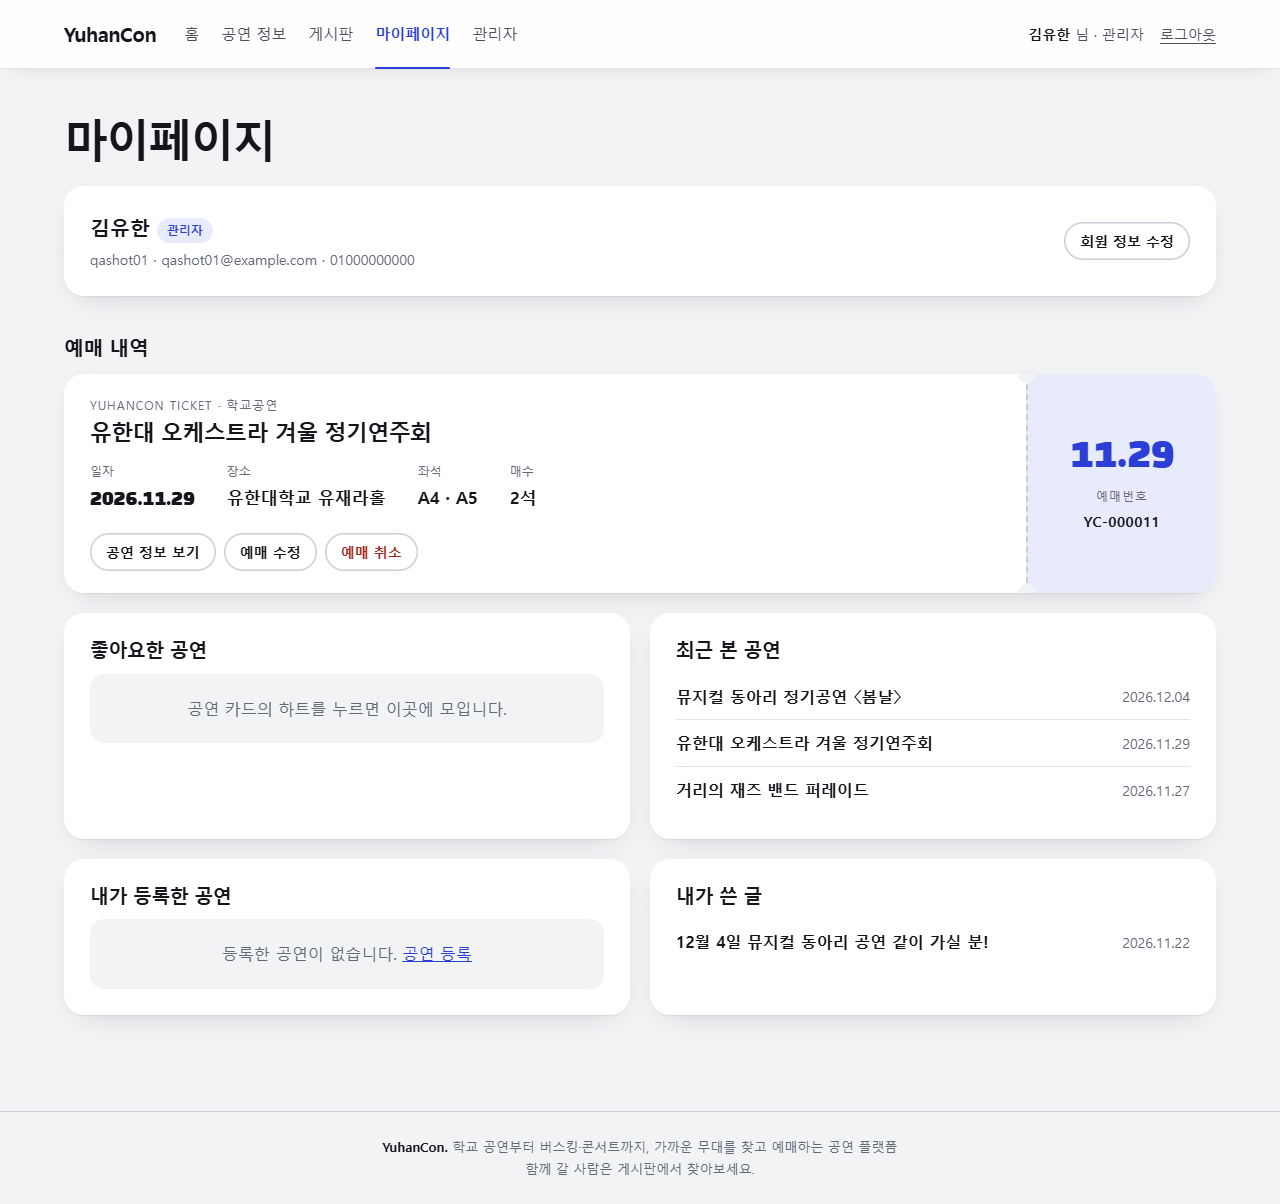 YuhanCon 홈 공연 정보 게시판 마이페이지 관리자 김유한 님 · 관리자 로그아웃
마이페이지
김유한 관리자
qashot01 · qashot01@example.com · 01000000000
회원 정보 수정
예매 내역
YUHANCON TICKET · 학교공연
유한대 오케스트라 겨울 정기연주회
일자 장소 좌석 매수
2026.11.29 유한대학교 유재라홀 A4 · A5 2석
공연 정보 보기 예매 수정 예매 취소
11.29
예매번호
YC-000011
좋아요한 공연
공연 카드의 하트를 누르면 이곳에 모입니다.
최근 본 공연
뮤지컬 동아리 정기공연 〈봄날〉 2026.12.04
유한대 오케스트라 겨울 정기연주회 2026.11.29
거리의 재즈 밴드 퍼레이드 2026.11.27
내가 등록한 공연
등록한 공연이 없습니다. 공연 등록
내가 쓴 글
12월 4일 뮤지컬 동아리 공연 같이 가실 분! 2026.11.22
YuhanCon. 학교 공연부터 버스킹·콘서트까지, 가까운 무대를 찾고 예매하는 공연 플랫폼
함께 갈 사람은 게시판에서 찾아보세요.